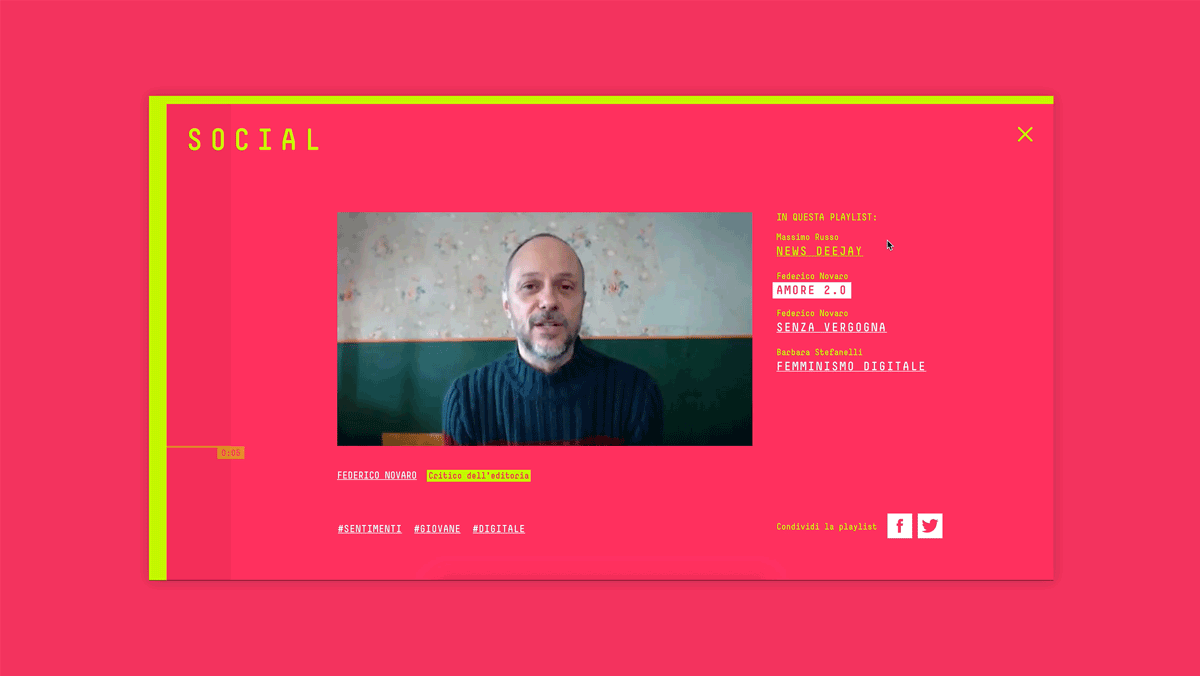 SOCIAL
IN QUESTA PLAYLIST:
Massimo Russo
NEWS DEEJAY
Federico Novaro
AMORE 2.0
Federico Novaro
SENZA VERGOGNA
Barbara Stefanelli
FEMMINISMO DIGITALE
0:06
FEDERICO NOVARO Critico dell'editoria
#SENTIMENTI #GIOVANE #DIGITALE
Condividi la playlist f